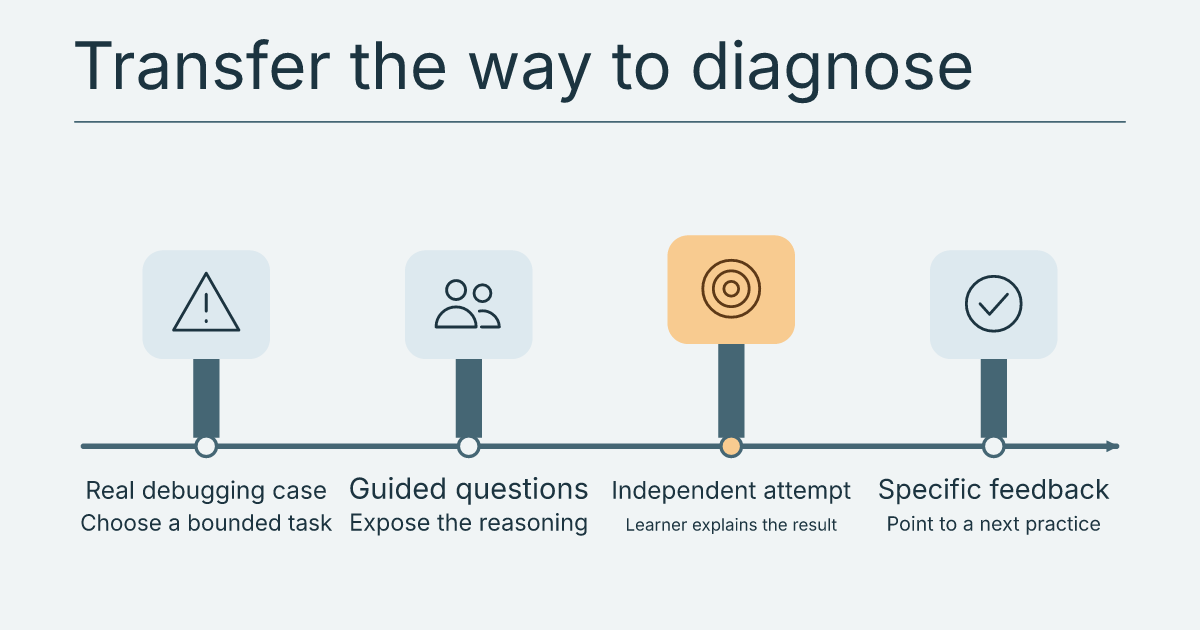 Transfer the way to diagnose
Real debugging case
Choose a bounded task
Guided questions
Expose the reasoning
Independent attempt
Learner explains the result
Specific feedback
Point to a next practice